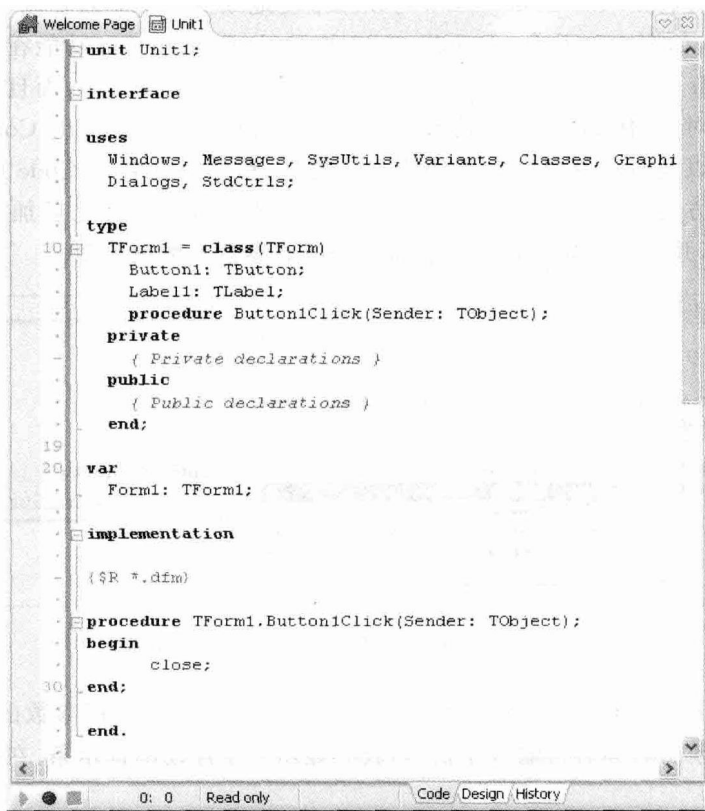 Welcome Page Unit1
unit Unit1;
interface
uses
Windows, Messages, SysUtils, Variants, Classes, Graphi
Dialogs, StdCtrls;
type
10 TForm1 = class(TForm)
Button1: TButton;
Label1: TLabel;
procedure Button1Click(Sender: TObject);
private
{ Private declarations }
public
{ Public declarations }
end;
19
20 var
Form1: TForm1;
implementation
{$R *.dfm}
procedure TForm1.Button1Click(Sender: TObject);
begin
close;
30 end;
end.
0: 0 Read only Code Design History